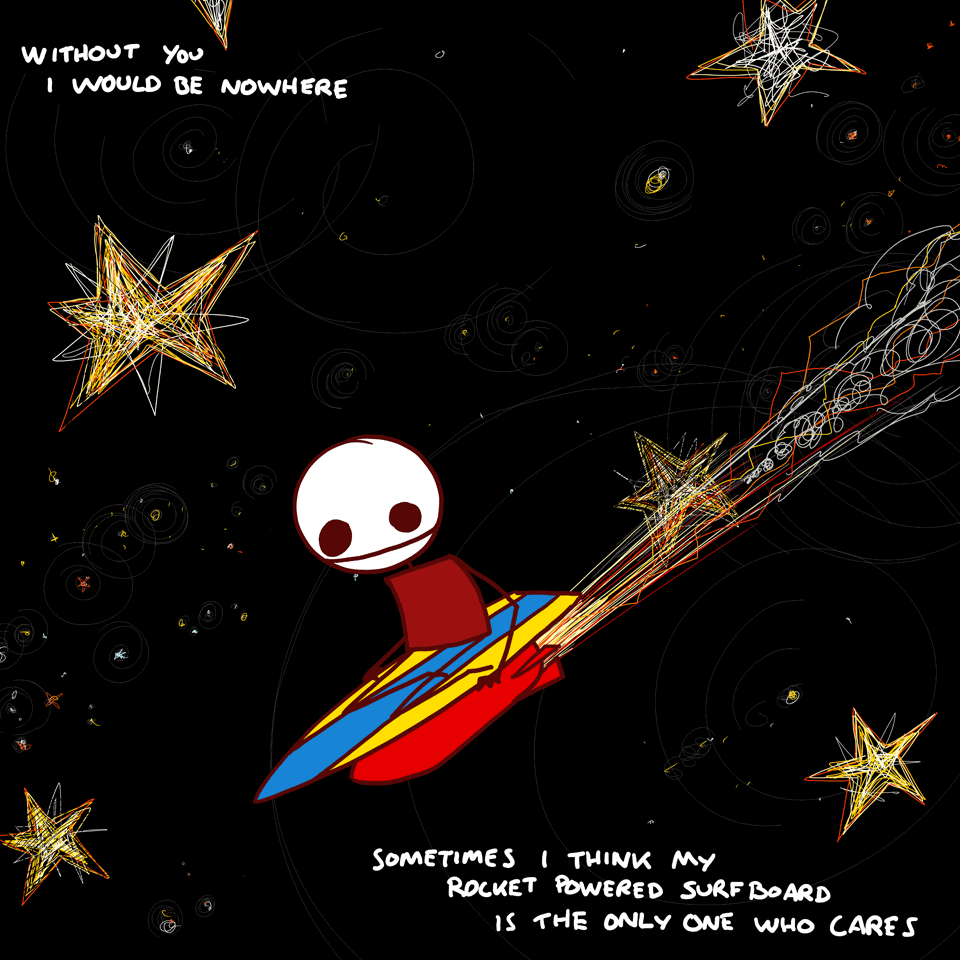 WITHOUT YOU
I WOULD BE NOWHERE
SOMETIMES I THINK MY
ROCKET POWERED SURFBOARD
IS THE ONLY ONE WHO CARES